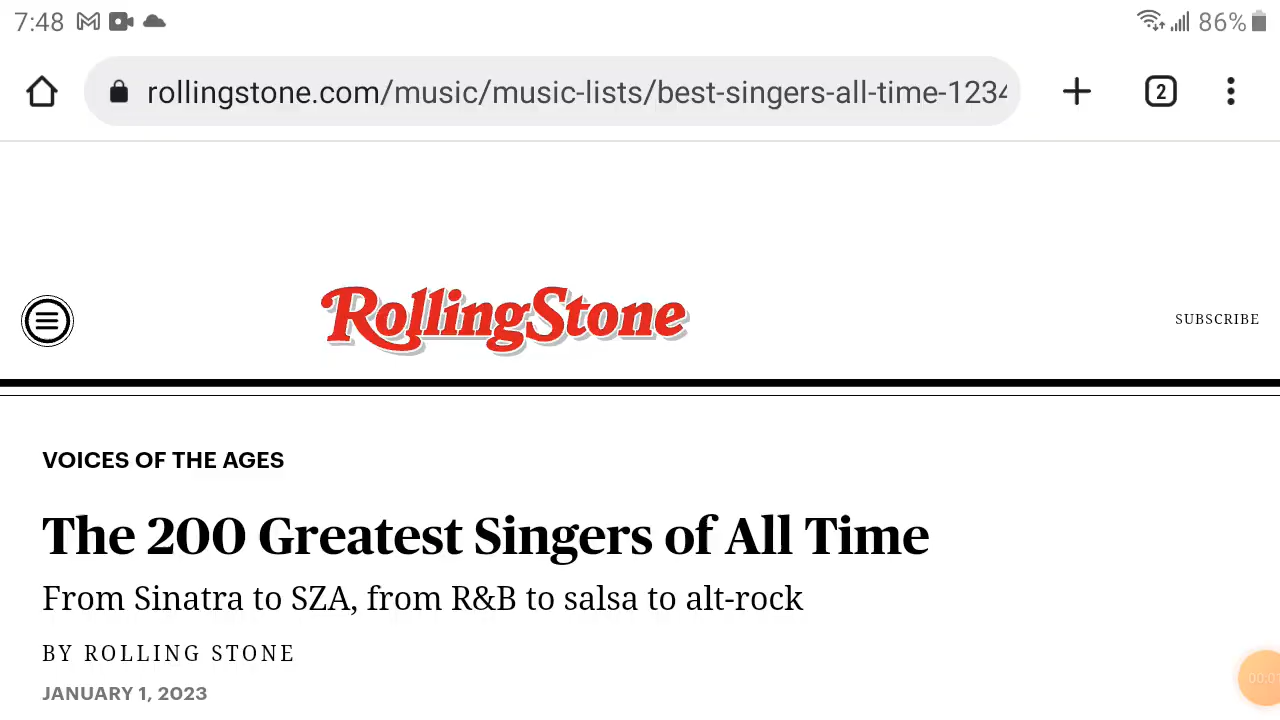 7:48 86%
rollingstone.com/music/music-lists/best-singers-all-time-1234 2
RollingStone
SUBSCRIBE
VOICES OF THE AGES
The 200 Greatest Singers of All Time
From Sinatra to SZA, from R&B to salsa to alt-rock
BY ROLLING STONE
JANUARY 1, 2023